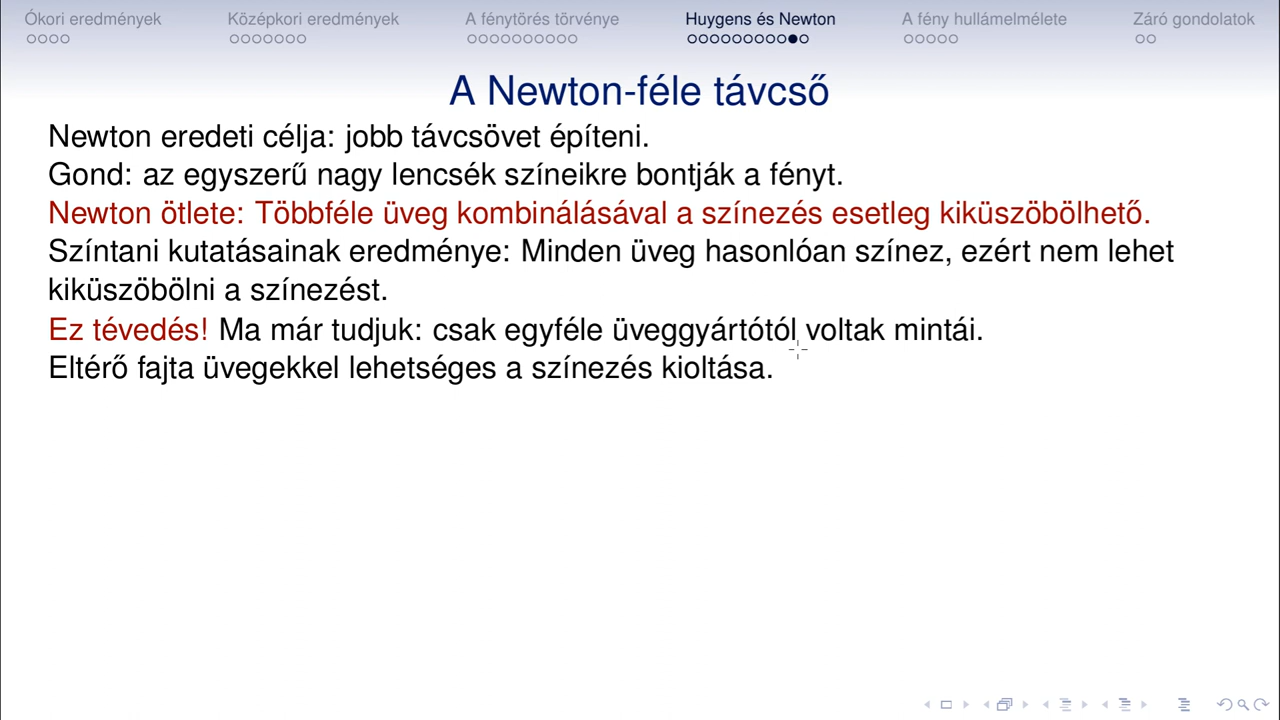 Ókori eredmények Középkori eredmények A fénytörés törvénye Huygens és Newton A fény hullámelmélete Záró gondolatok
A Newton-féle távcső
Newton eredeti célja: jobb távcsövet építeni.
Gond: az egyszerű nagy lencsék színeikre bontják a fényt.
Newton ötlete: Többféle üveg kombinálásával a színezés esetleg kiküszöbölhető.
Színtani kutatásainak eredménye: Minden üveg hasonlóan színez, ezért nem lehet
kiküszöbölni a színezést.
Ez tévedés! Ma már tudjuk: csak egyféle üveggyártótól voltak mintái.
Eltérő fajta üvegekkel lehetséges a színezés kioltása.